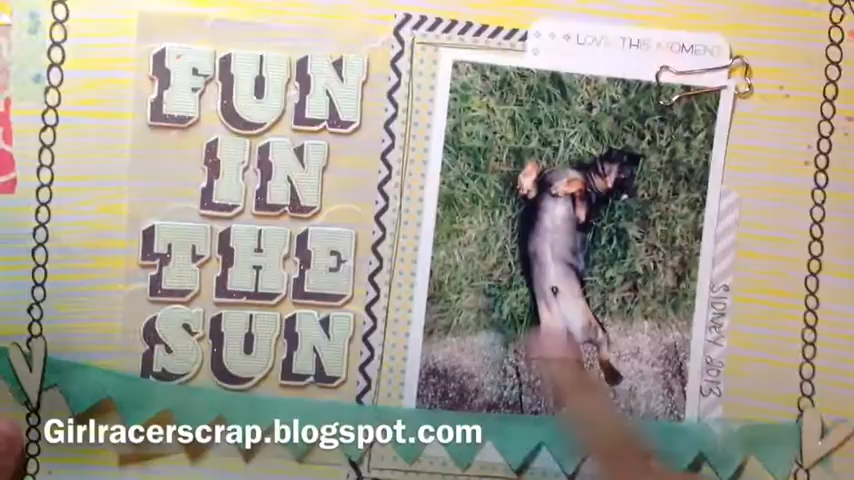 FUN
IN
THE
SUN
LOVE THIS MOMENT
SIDNEY 2013
Girlracerscrap.blogspot.com